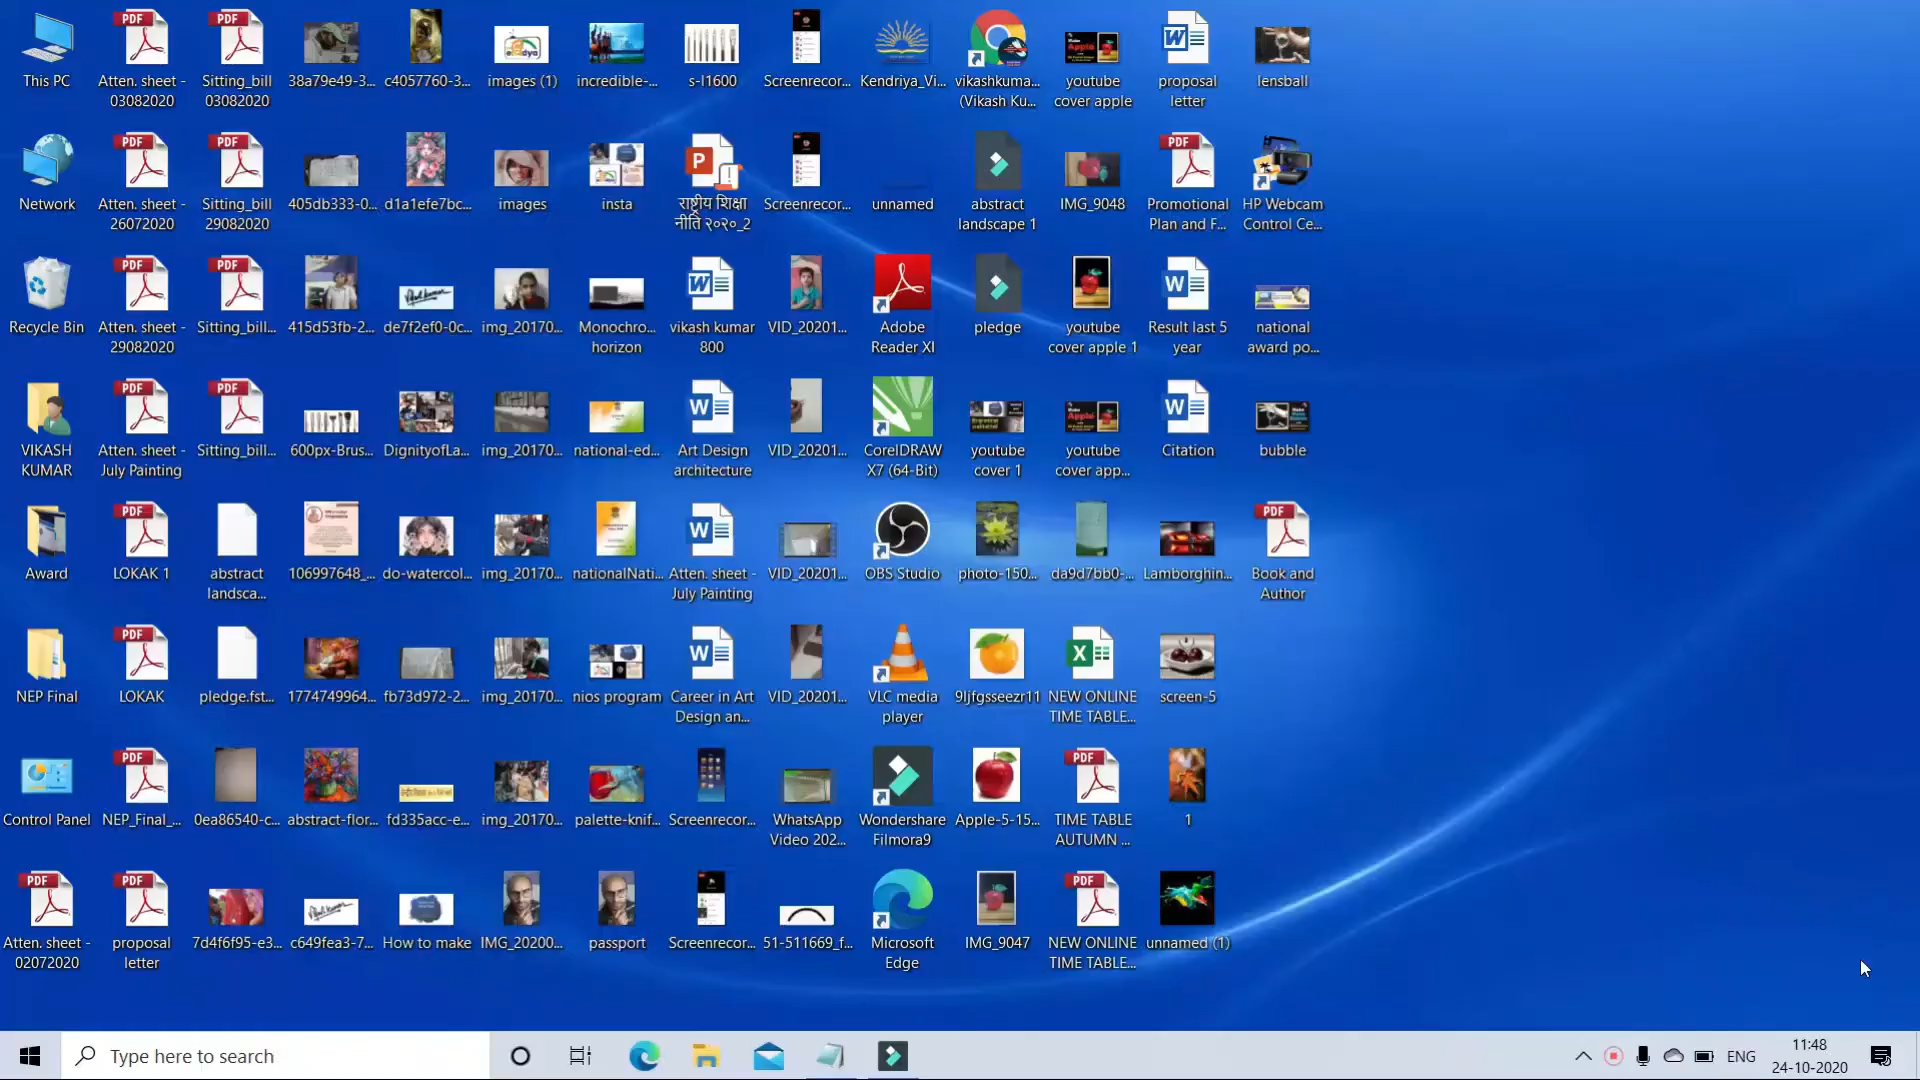 This PC
Atten. sheet -
03082020
Sitting_bill
03082020
38a79e49-3...
c4057760-3...
images (1)
incredible-...
s-l1600
Screenrecor...
Kendriya_Vi...
vikashkuma...
(Vikash Ku...
youtube
cover apple
proposal
letter
lensball
Network
Atten. sheet -
26072020
Sitting_bill
29082020
405db333-0...
d1a1efe7bc...
images
insta
राष्ट्रीय शिक्षा
नीति २०२०_2
Screenrecor...
unnamed
abstract
landscape 1
IMG_9048
Promotional
Plan and F...
HP Webcam
Control Ce...
Recycle Bin
Atten. sheet -
29082020
Sitting_bill...
415d53fb-2...
de7f2ef0-0c...
img_20170...
Monochro...
horizon
vikash kumar
800
VID_20201...
Adobe
Reader XI
pledge
youtube
cover apple 1
Result last 5
year
national
award po...
VIKASH
KUMAR
Atten. sheet -
July Painting
Sitting_bill...
600px-Brus...
DignityofLa...
img_20170...
national-ed...
Art Design
architecture
VID_20201...
CorelDRAW
X7 (64-Bit)
youtube
cover 1
youtube
cover app...
Citation
bubble
Award
LOKAK 1
abstract
landsca...
106997648_...
do-watercol...
img_20170...
nationalNati...
Atten. sheet -
July Painting
VID_20201...
OBS Studio
photo-150...
da9d7bb0-...
Lamborghin...
Book and
Author
NEP Final
LOKAK
pledge.fst...
1774749964...
fb73d972-2...
img_20170...
nios program
Career in Art
Design an...
VID_20201...
VLC media
player
9ljfgsseezr11
NEW ONLINE
TIME TABLE...
screen-5
Control Panel
NEP_Final_...
0ea86540-c...
abstract-flor...
fd335acc-e...
img_20170...
palette-knif...
Screenrecor...
WhatsApp
Video 202...
Wondershare
Filmora9
Apple-5-15...
TIME TABLE
AUTUMN ...
1
Atten. sheet -
02072020
proposal
letter
7d4f6f95-e3...
c649fea3-7...
How to make
IMG_20200...
passport
Screenrecor...
51-511669_f...
Microsoft
Edge
IMG_9047
NEW ONLINE
TIME TABLE...
unnamed (1)
Type here to search
ENG
11:48
24-10-2020